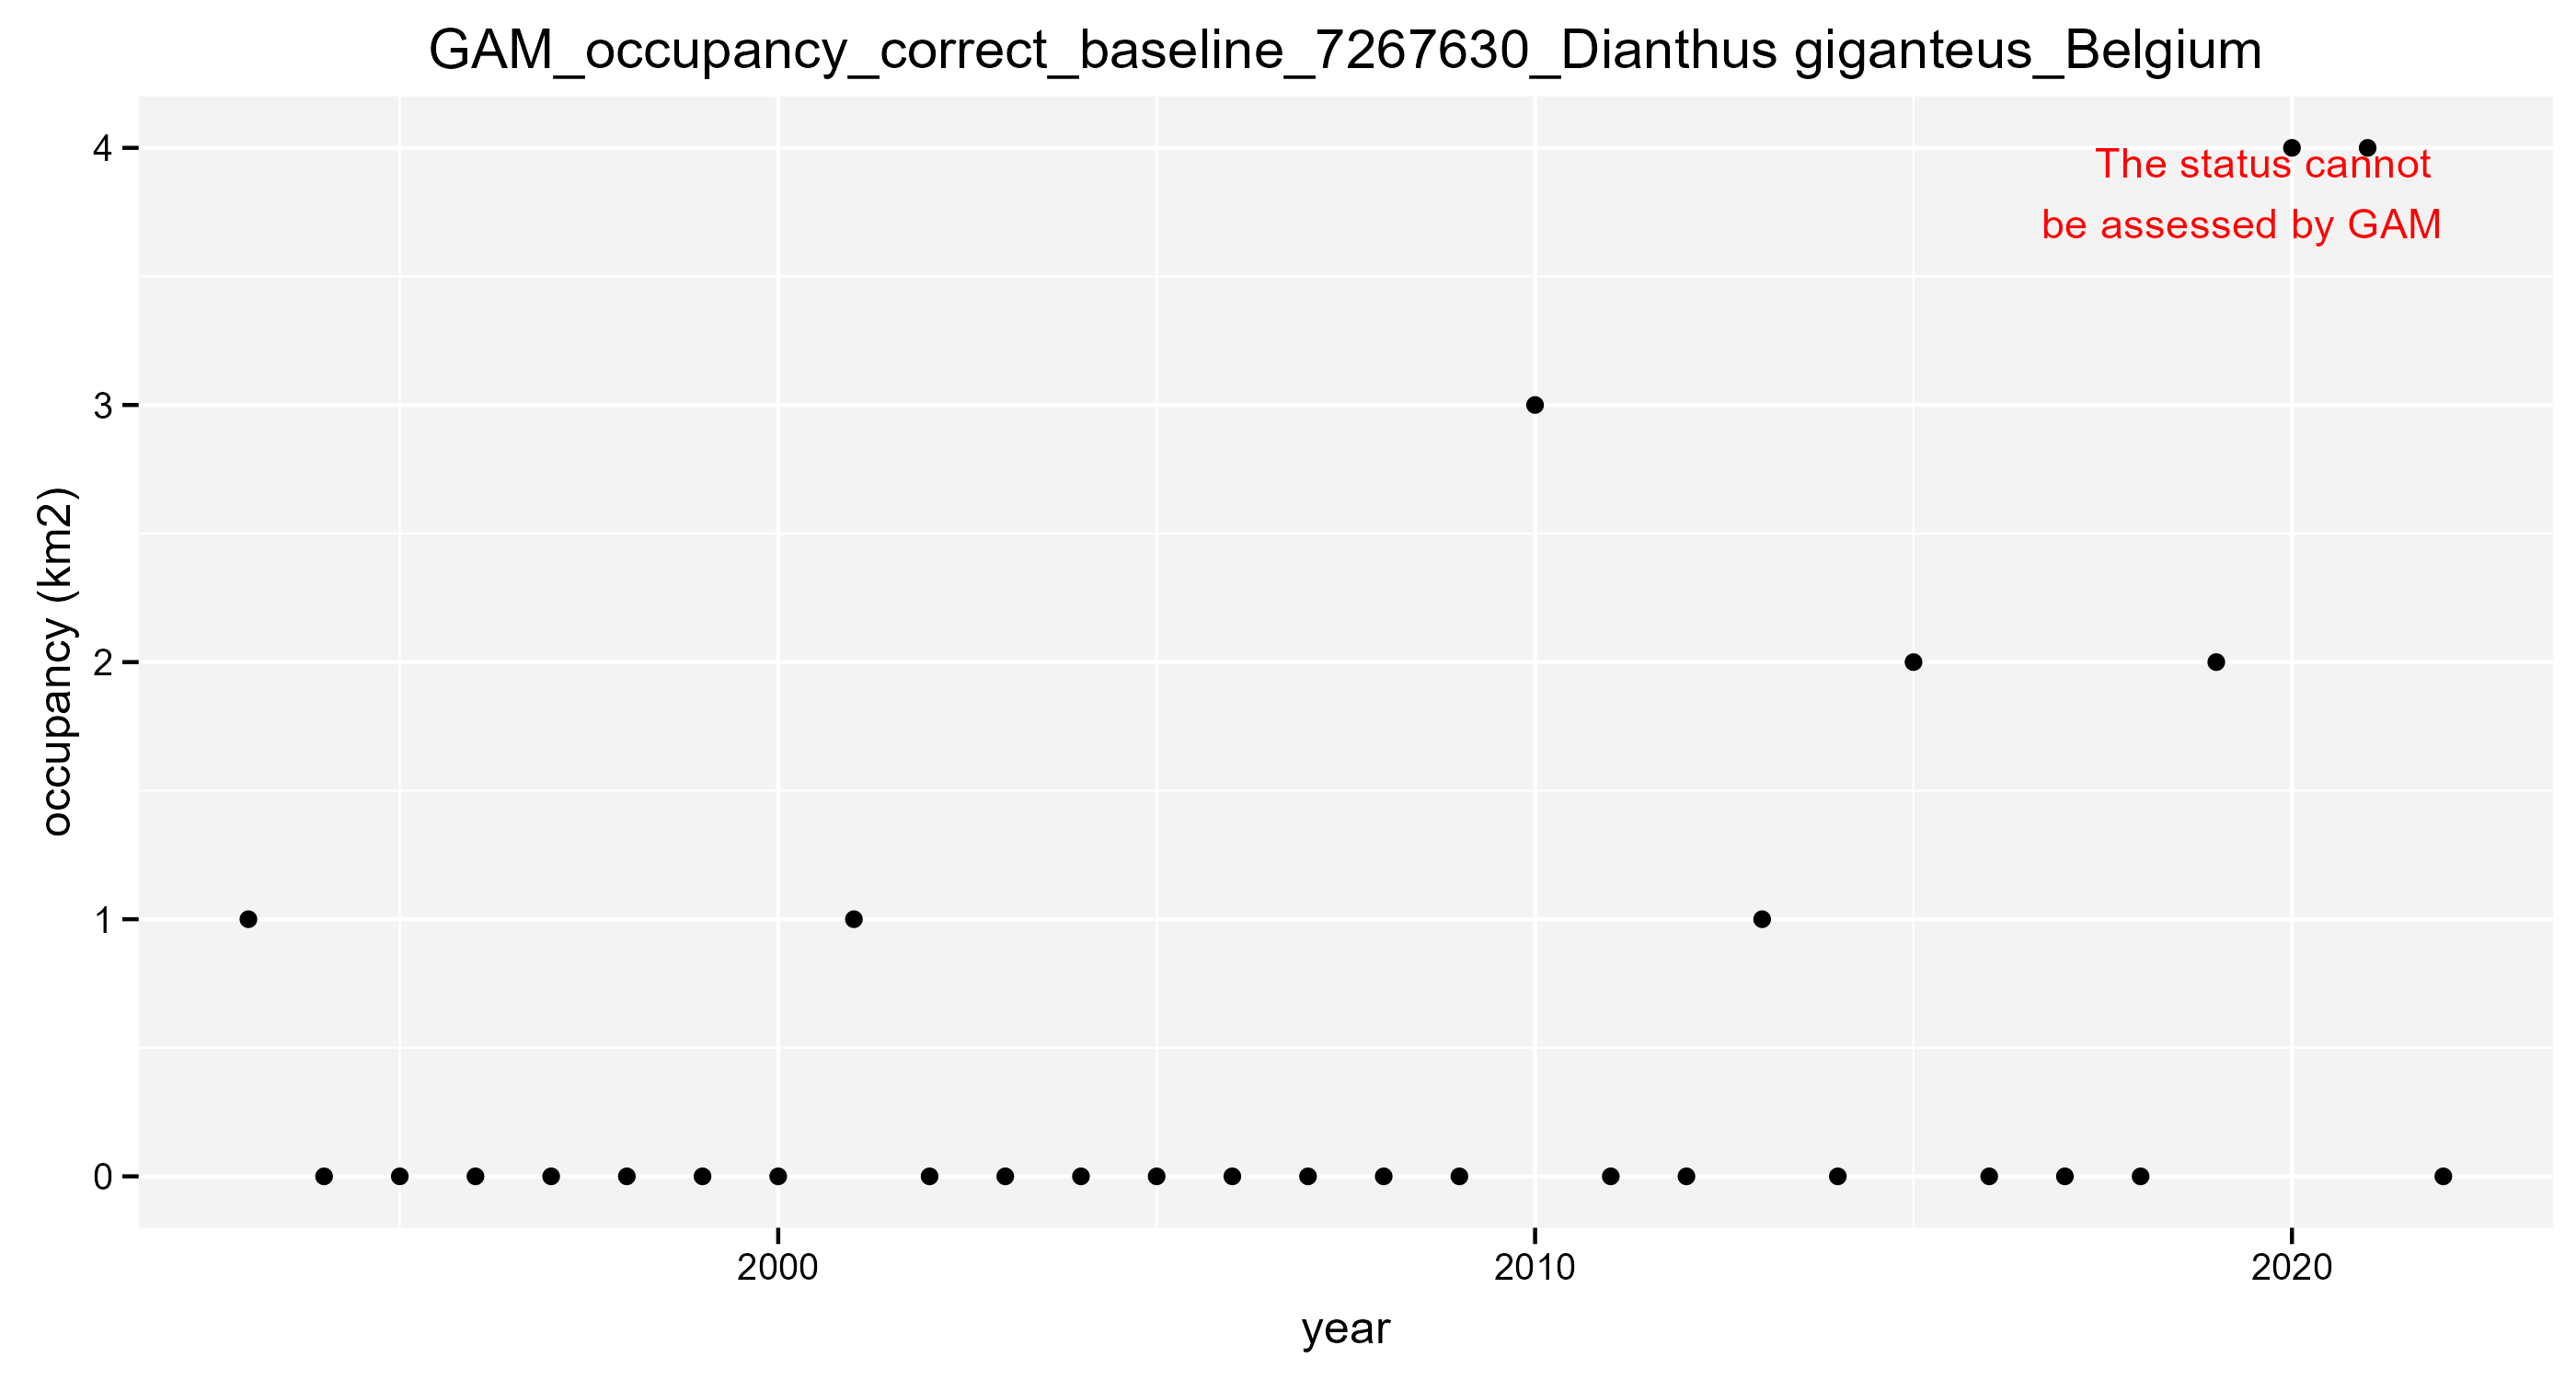 GAM_occupancy_correct_baseline_7267630_Dianthus giganteus_Belgium
4
The status cannot
be assessed by GAM
3
occupancy (km2)
2
1
0
2000
2010
2020
year